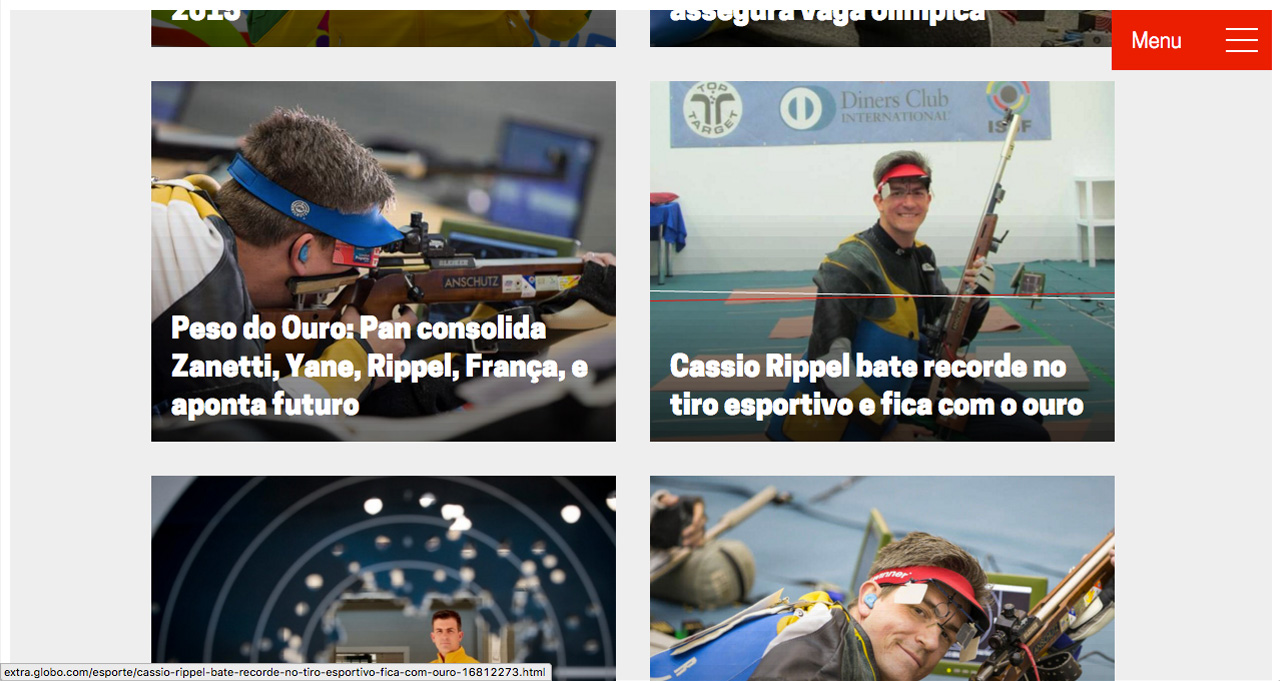 2015
assegura vaga olímpica
Menu
TOP
TARGET
Diners Club
INTERNATIONAL
ISSF
ANSCHÜTZ
Peso do Ouro: Pan consolida
Zanetti, Yane, Rippel, França, e
aponta futuro
Cassio Rippel bate recorde no
tiro esportivo e fica com o ouro
extra.globo.com/esporte/cassio-rippel-bate-recorde-no-tiro-esportivo-fica-com-ouro-16812273.html